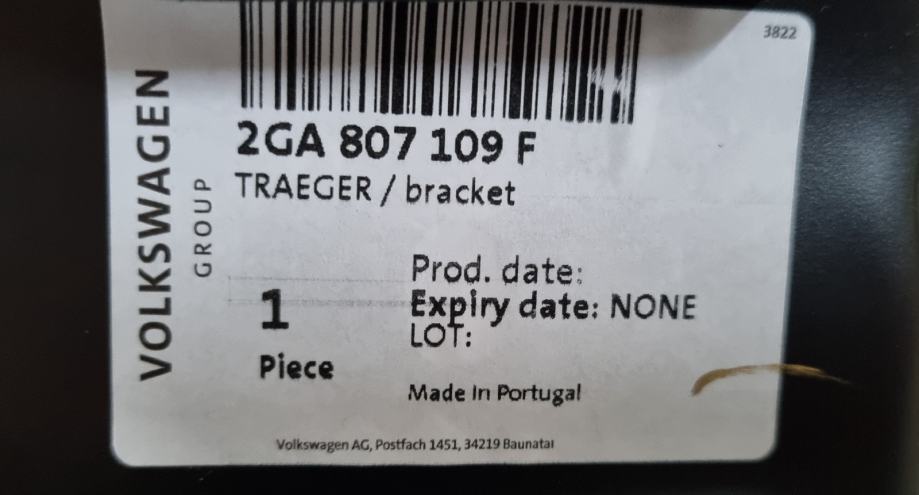 3822
VOLKSWAGEN
GROUP
2GA 807 109 F
TRAEGER / bracket
Prod. date:
Expiry date: NONE
LOT:
1
Piece
Made In Portugal
Volkswagen AG, Postfach 1451, 34219 Baunatal